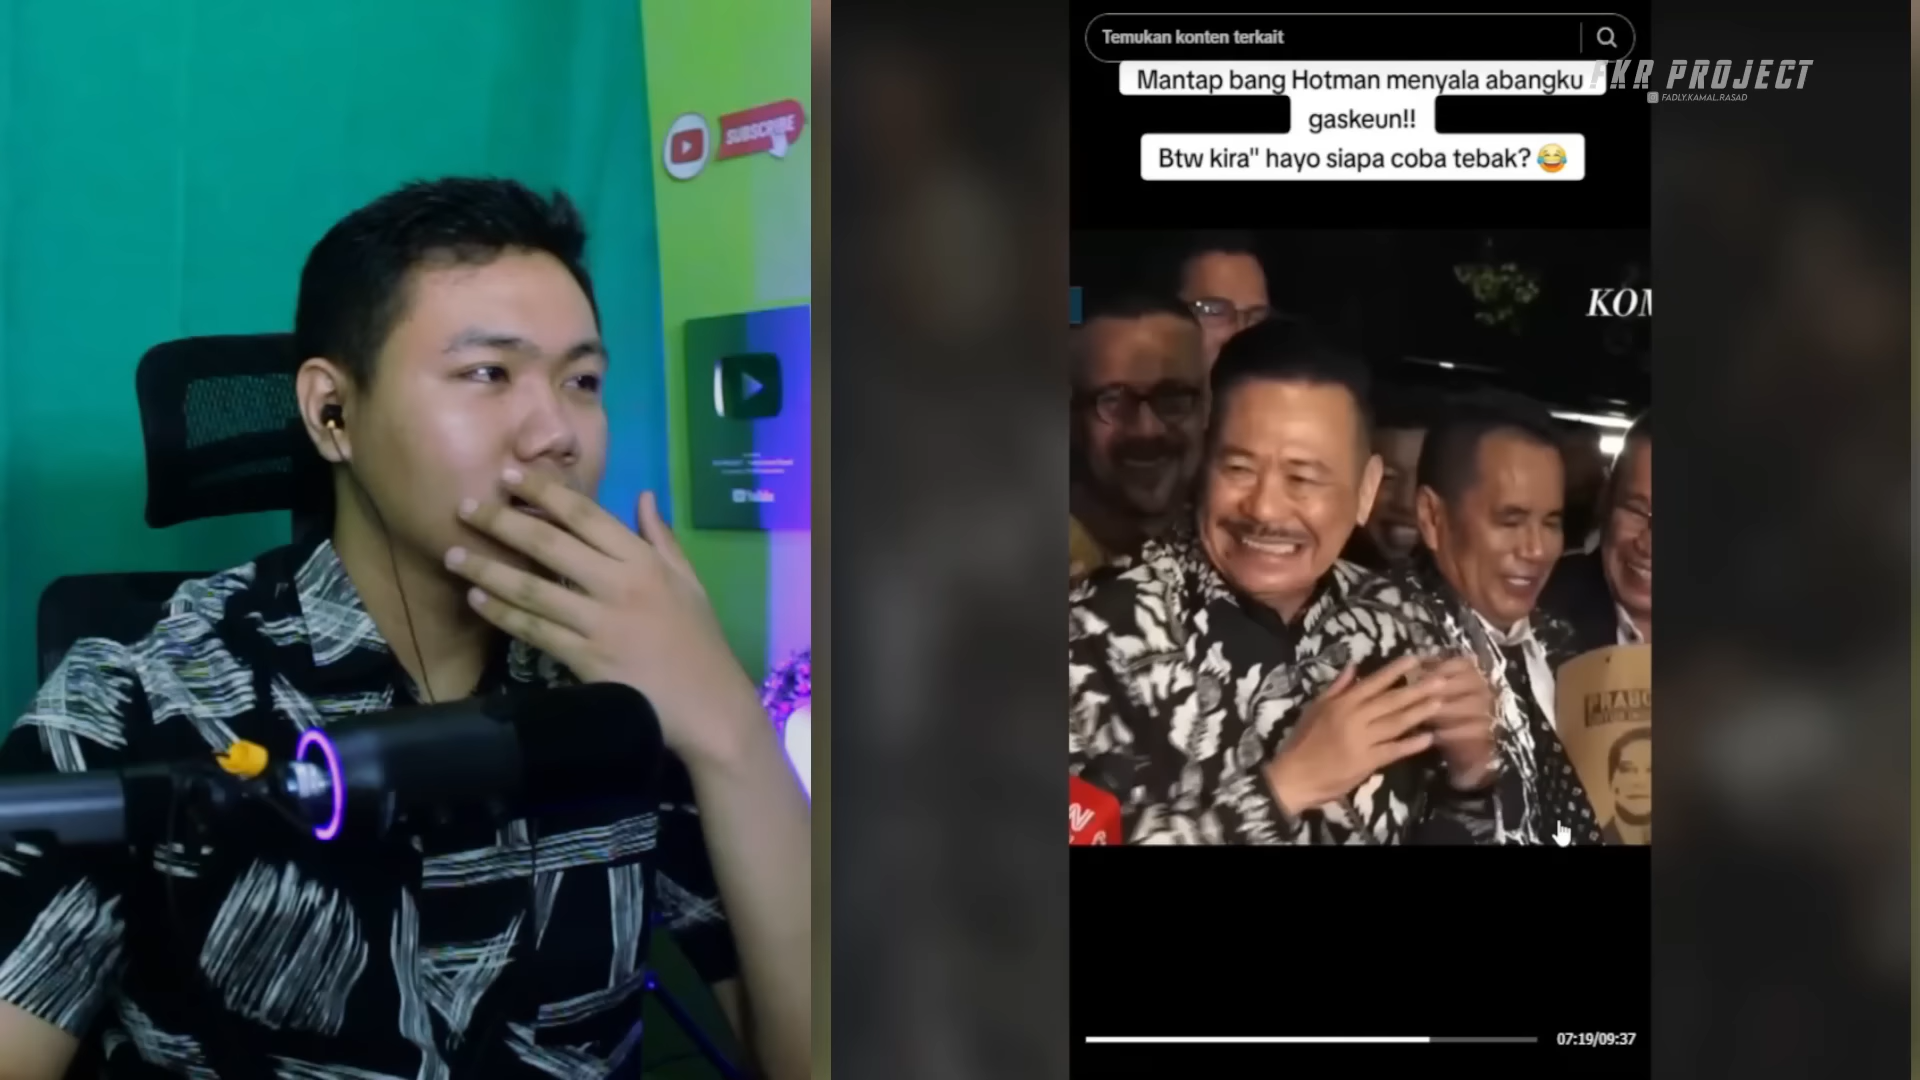 Temukan konten terkait
Mantap bang Hotman menyala abangku
gaskeun!!
Btw kira" hayo siapa coba tebak? 😂
FKR PROJECT
FADLY.KAMAL.RASAD
SUBSCRIBE
KOM
PRABO
07:19/09:37